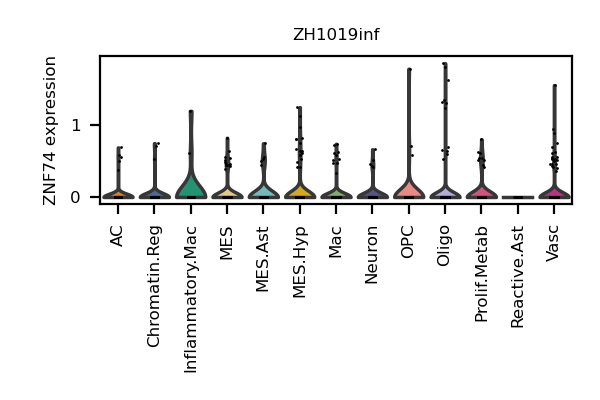 ZH1019inf
ZNF74 expression
1
0
AC
Chromatin.Reg
Inflammatory.Mac
MES
MES.Ast
MES.Hyp
Mac
Neuron
OPC
Oligo
Prolif.Metab
Reactive.Ast
Vasc